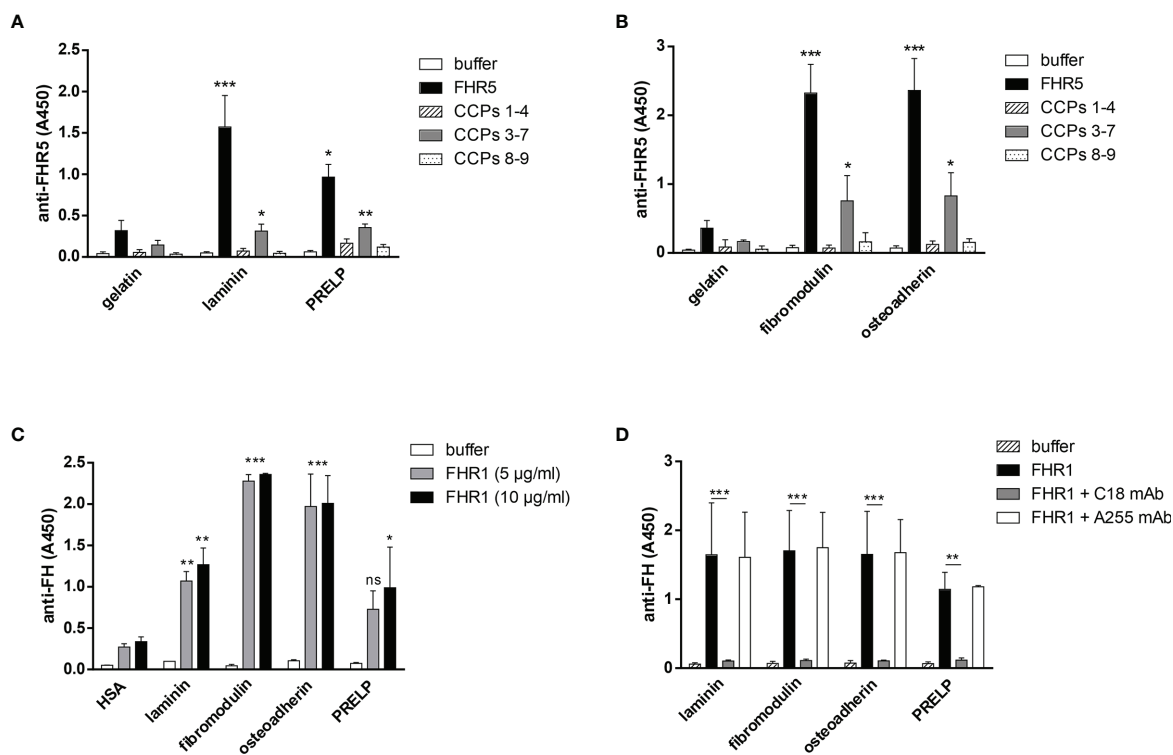 A
anti-FHR5 (A450)
2.5
2.0
1.5
1.0
0.5
0.0
***
*
*
**
gelatin
laminin
PRELP
buffer
FHR5
CCPs 1-4
CCPs 3-7
CCPs 8-9
B
anti-FHR5 (A450)
3
2
1
0
***
***
*
*
gelatin
fibromodulin
osteoadherin
buffer
FHR5
CCPs 1-4
CCPs 3-7
CCPs 8-9
C
anti-FH (A450)
2.5
2.0
1.5
1.0
0.5
0.0
**
**
***
***
ns
*
HSA
laminin
fibromodulin
osteoadherin
PRELP
buffer
FHR1 (5 µg/ml)
FHR1 (10 µg/ml)
D
anti-FH (A450)
3
2
1
0
***
***
***
**
laminin
fibromodulin
osteoadherin
PRELP
buffer
FHR1
FHR1 + C18 mAb
FHR1 + A255 mAb